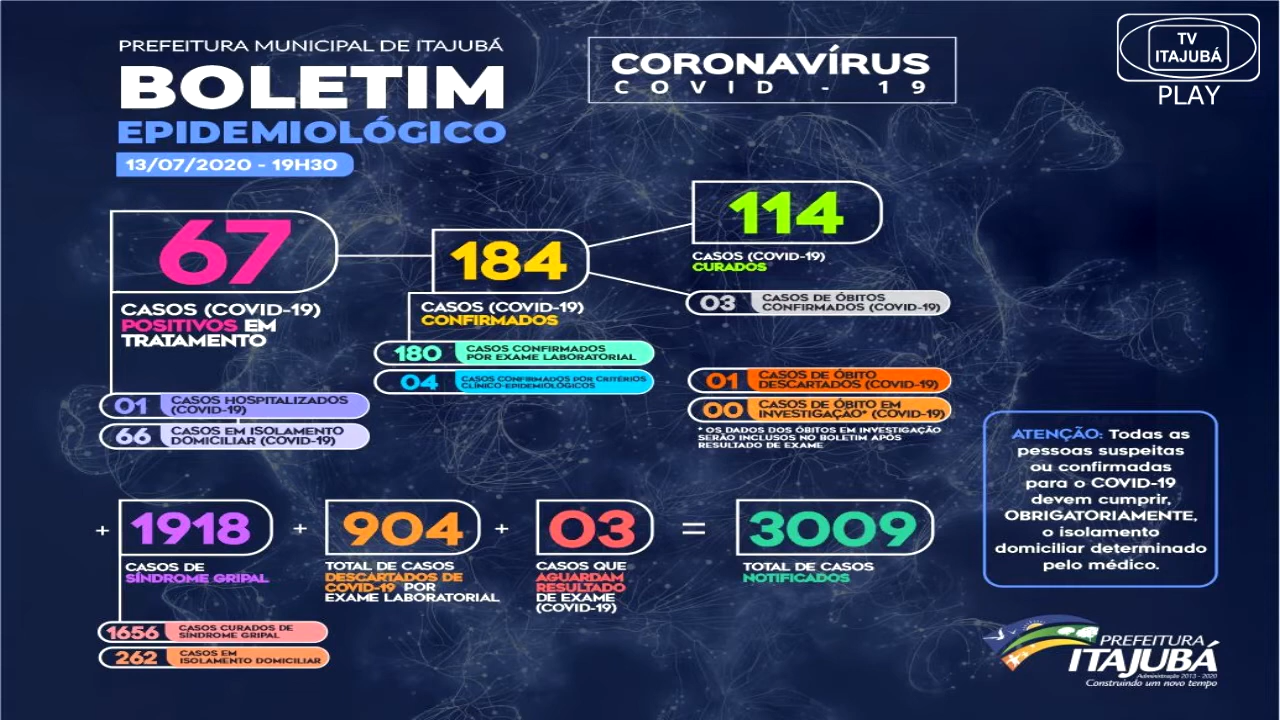 PREFEITURA MUNICIPAL DE ITAJUBÁ
BOLETIM
EPIDEMIOLÓGICO
13/07/2020 - 19H30
CORONAVÍRUS
COVID - 19
TV
ITAJUBÁ
PLAY
67
CASOS (COVID-19)
POSITIVOS EM
TRATAMENTO
01 CASOS HOSPITALIZADOS
(COVID-19)
66 CASOS EM ISOLAMENTO
DOMICILIAR (COVID-19)
184
CASOS (COVID-19)
CONFIRMADOS
180 CASOS CONFIRMADOS
POR EXAME LABORATORIAL
04 CASOS CONFIRMADOS POR CRITÉRIOS
CLÍNICO-EPIDEMIOLÓGICOS
114
CASOS (COVID-19)
CURADOS
03 CASOS DE ÓBITOS
CONFIRMADOS (COVID-19)
01 CASOS DE ÓBITO
DESCARTADOS (COVID-19)
00 CASOS DE ÓBITO EM
INVESTIGAÇÃO* (COVID-19)
* OS DADOS DOS ÓBITOS EM INVESTIGAÇÃO
SERÃO INCLUSOS NO BOLETIM APÓS
RESULTADO DE EXAME
ATENÇÃO: Todas as
pessoas suspeitas
ou confirmadas
para o COVID-19
devem cumprir,
OBRIGATORIAMENTE,
o isolamento
domiciliar determinado
pelo médico.
+ 1918
CASOS DE
SÍNDROME GRIPAL
1656 CASOS CURADOS DE
SÍNDROME GRIPAL
262 CASOS EM
ISOLAMENTO DOMICILIAR
+ 904
TOTAL DE CASOS
DESCARTADOS DE
COVID-19 POR
EXAME LABORATORIAL
+ 03
CASOS QUE
AGUARDAM
RESULTADO
DE EXAME
(COVID-19)
= 3009
TOTAL DE CASOS
NOTIFICADOS
PREFEITURA
ITAJUBÁ
Administração 2013 - 2020
Construindo um novo tempo